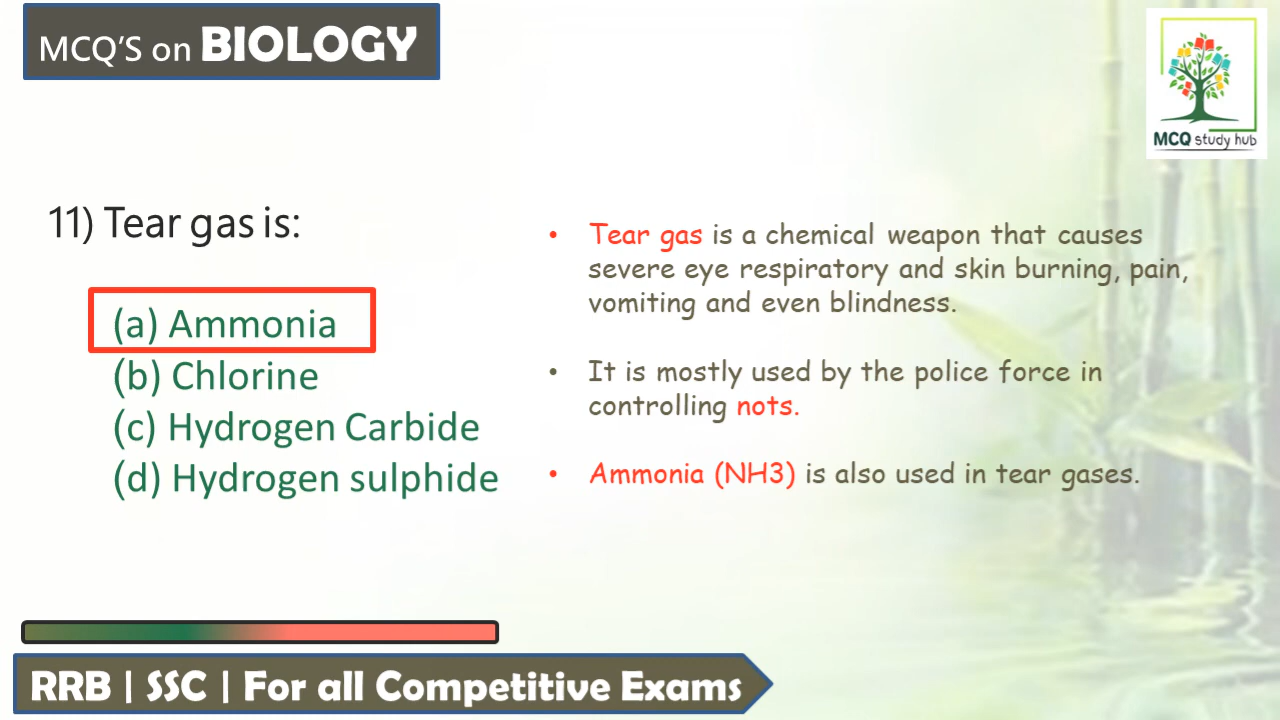 MCQ'S on BIOLOGY
MCQ study hub
11) Tear gas is:
(a) Ammonia
(b) Chlorine
(c) Hydrogen Carbide
(d) Hydrogen sulphide
• Tear gas is a chemical weapon that causes
severe eye respiratory and skin burning, pain,
vomiting and even blindness.
• It is mostly used by the police force in
controlling nots.
• Ammonia (NH3) is also used in tear gases.
RRB | SSC | For all Competitive Exams